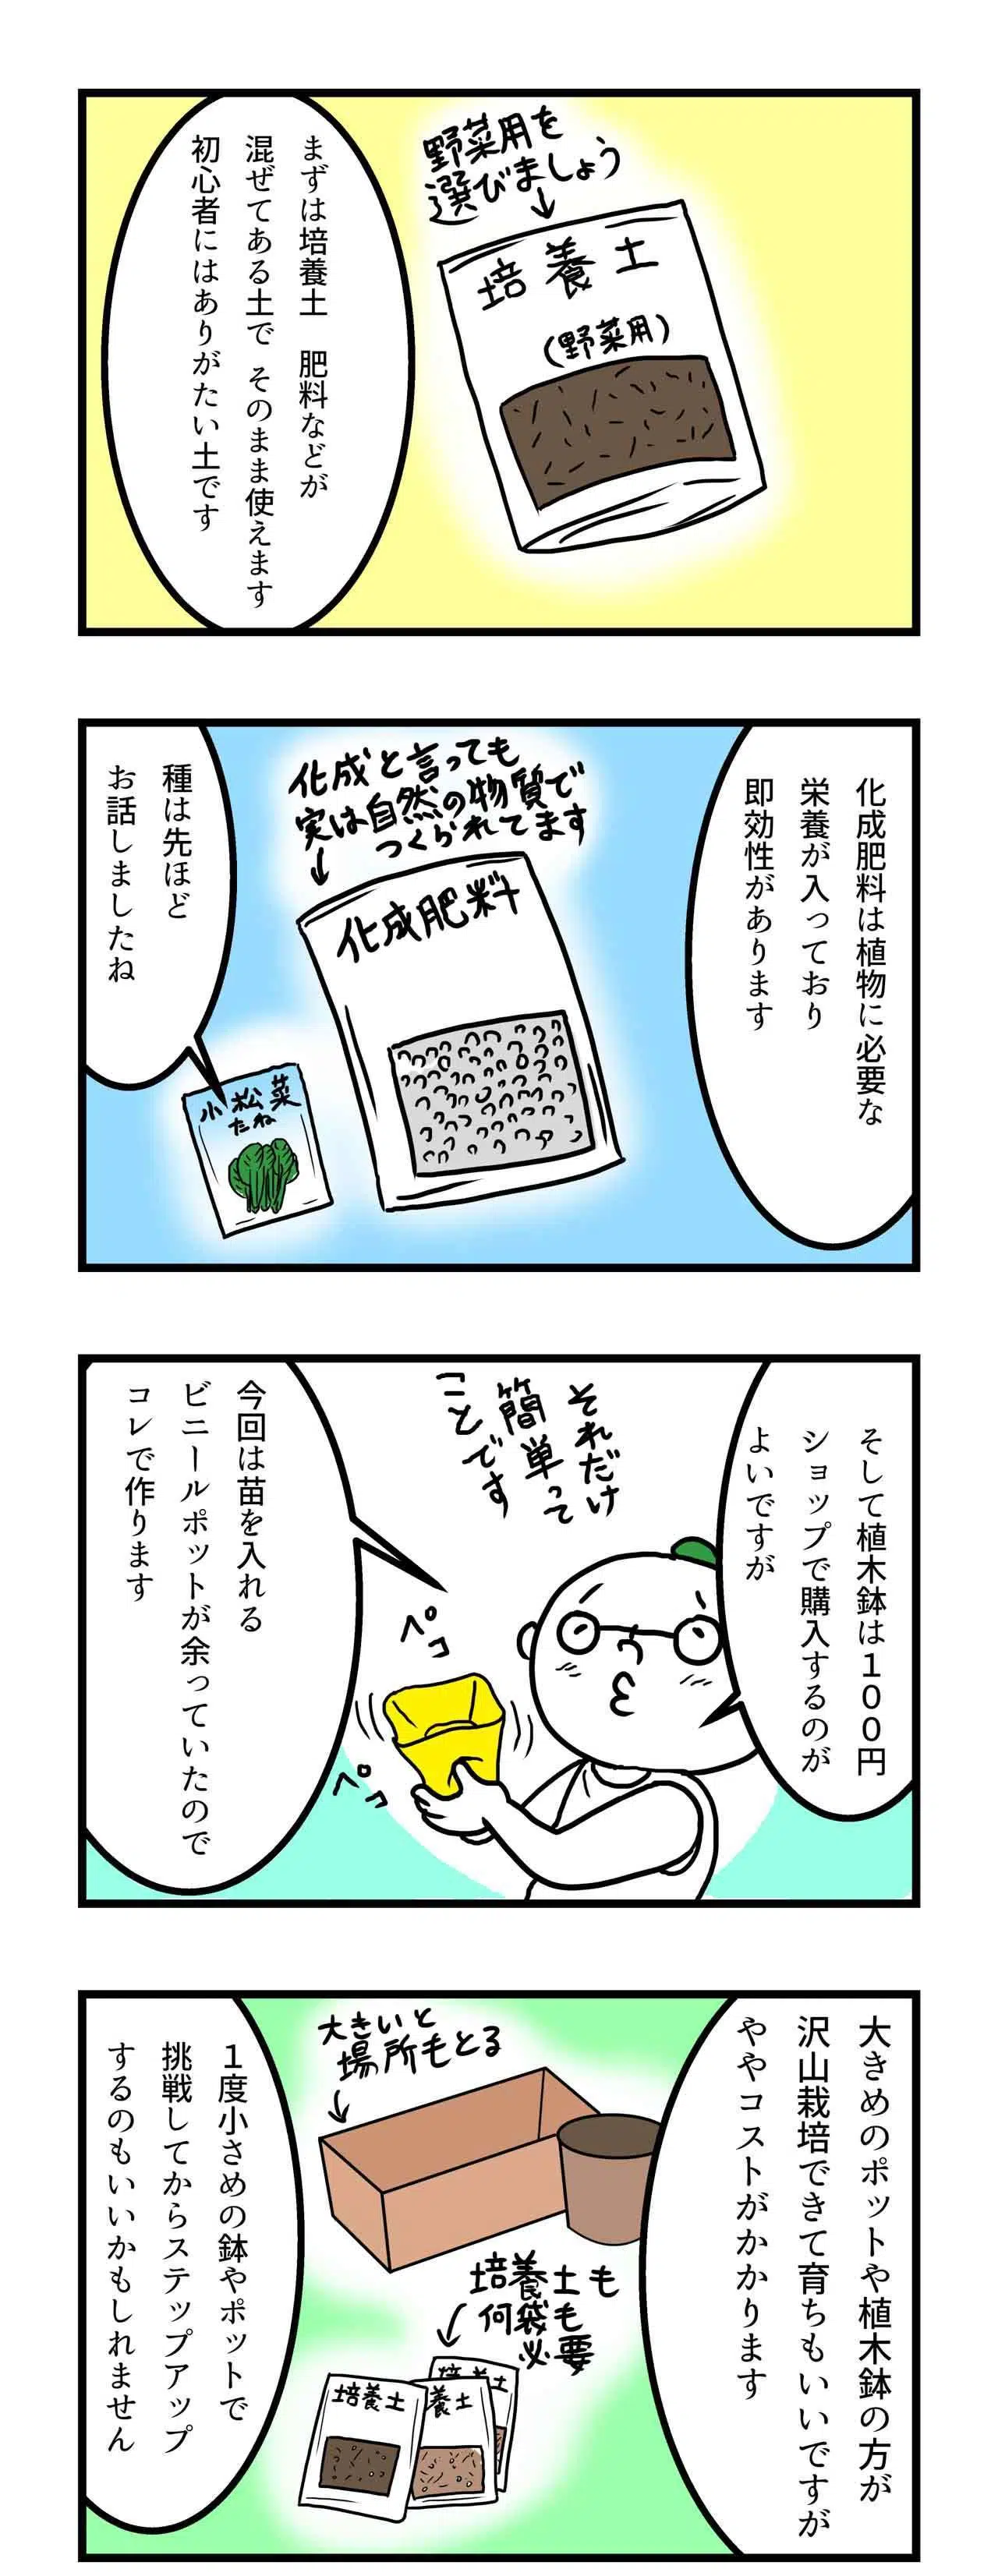 野菜用を
選びましょう
培養土
(野菜用)
まずは培養土 肥料などが
混ぜてある土で そのまま使えます
初心者にはありがたい土です
化成肥料は植物に必要な
栄養が入っており
即効性があります
化成と言っても
実は自然の物質で
つくられてます
化成肥料
種は先ほど
お話しましたね
小松菜
たね
そして植木鉢は100円
ショップで購入するのが
よいですが
それだけ
簡単って
ことです
ペコ
ペコ
今回は苗を入れる
ビニールポットが余っていたので
コレで作ります
大きめのポットや植木鉢の方が
沢山栽培できて育ちもいいですが
ややコストがかかります
大きいと
場所もとる
培養土も
何袋も
必要
培養土
養土
培養土
1度小さめの鉢やポットで
挑戦してからステップアップ
するのもいいかもしれません